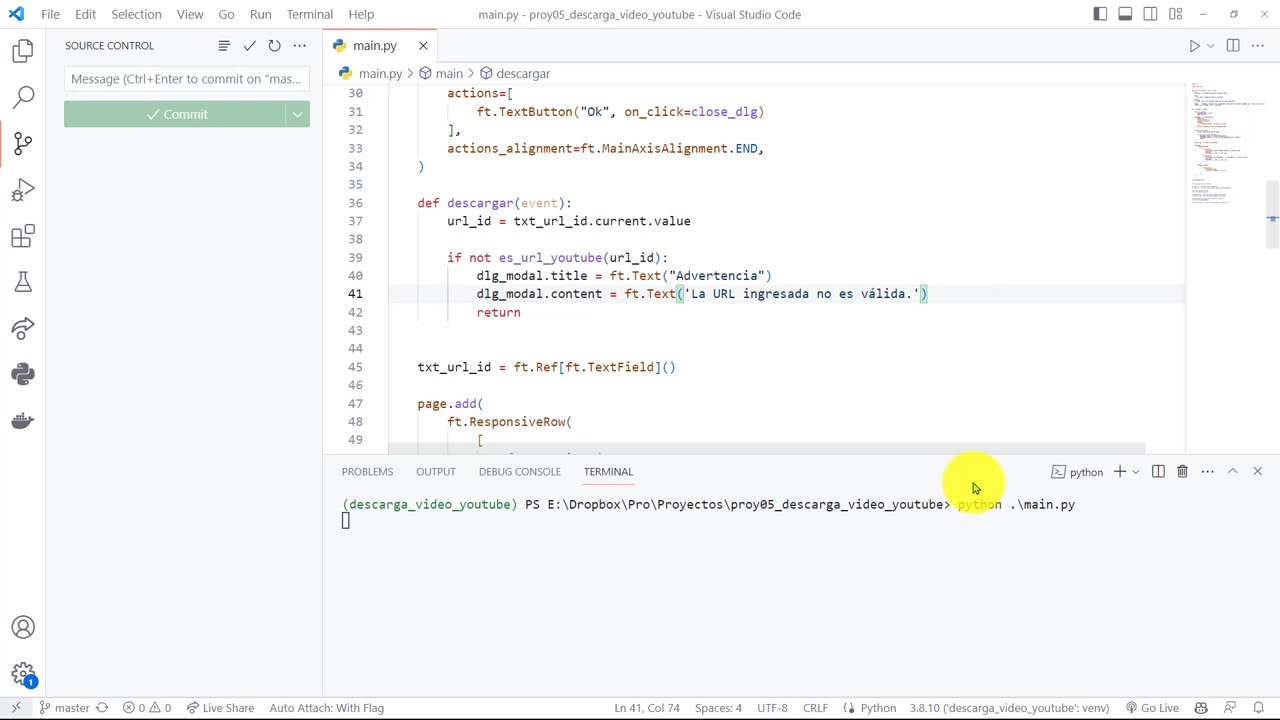 File Edit Selection View Go Run Terminal Help
main.py - proy05_descarga_video_youtube - Visual Studio Code
SOURCE CONTROL
Message (Ctrl+Enter to commit on "mas...
Commit
main.py
main.py > main > descargar
30 actions=[
31 ft.TextButton("Ok", on_click=close_dlg)
32 ],
33 actions_alignment=ft.MainAxisAlignment.END,
34
35
36 def descargar(event):
37 url_id = txt_url_id.current.value
38
39 if not es_url_youtube(url_id):
40 dlg_modal.title = ft.Text("Advertencia")
41 dlg_modal.content = ft.Text('La URL ingresada no es válida.')
42 return
43
44
45 txt_url_id = ft.Ref[ft.TextField]()
46
47 page.add(
48 ft.ResponsiveRow(
49 [
PROBLEMS OUTPUT DEBUG CONSOLE TERMINAL
python
(descarga_video_youtube) PS E:\Dropbox\Pro\Proyectos\proy05_descarga_video_youtube> python .\main.py
1
master 0 0 Live Share Auto Attach: With Flag Ln 41, Col 74 Spaces: 4 UTF-8 CRLF Python 3.8.10 ('descarga_video_youtube': venv) Go Live